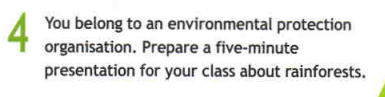 4 You belong to an environmental protection
organisation. Prepare a five-minute
presentation for your class about rainforests.